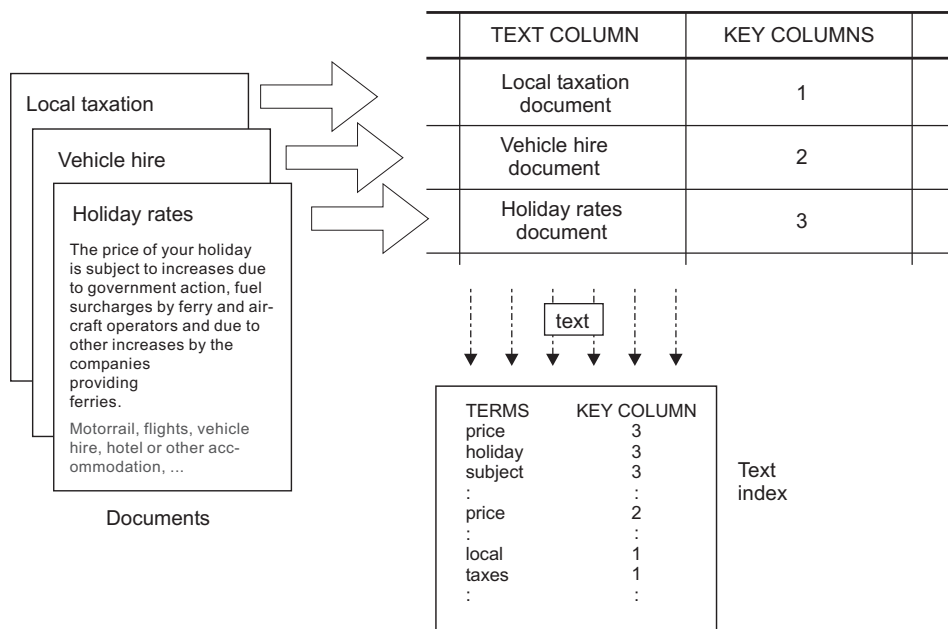 TEXT COLUMN KEY COLUMNS
Local taxation
document 1
Vehicle hire
document 2
Holiday rates
document 3
Local taxation
Vehicle hire
Holiday rates
The price of your holiday
is subject to increases due
to government action, fuel
surcharges by ferry and air-
craft operators and due to
other increases by the
companies
providing
ferries.
Motorrail, flights, vehicle
hire, hotel or other acc-
ommodation, ...
Documents
text
TERMS KEY COLUMN
price 3
holiday 3
subject 3
: :
price 2
: :
local 1
taxes 1
: :
Text
index